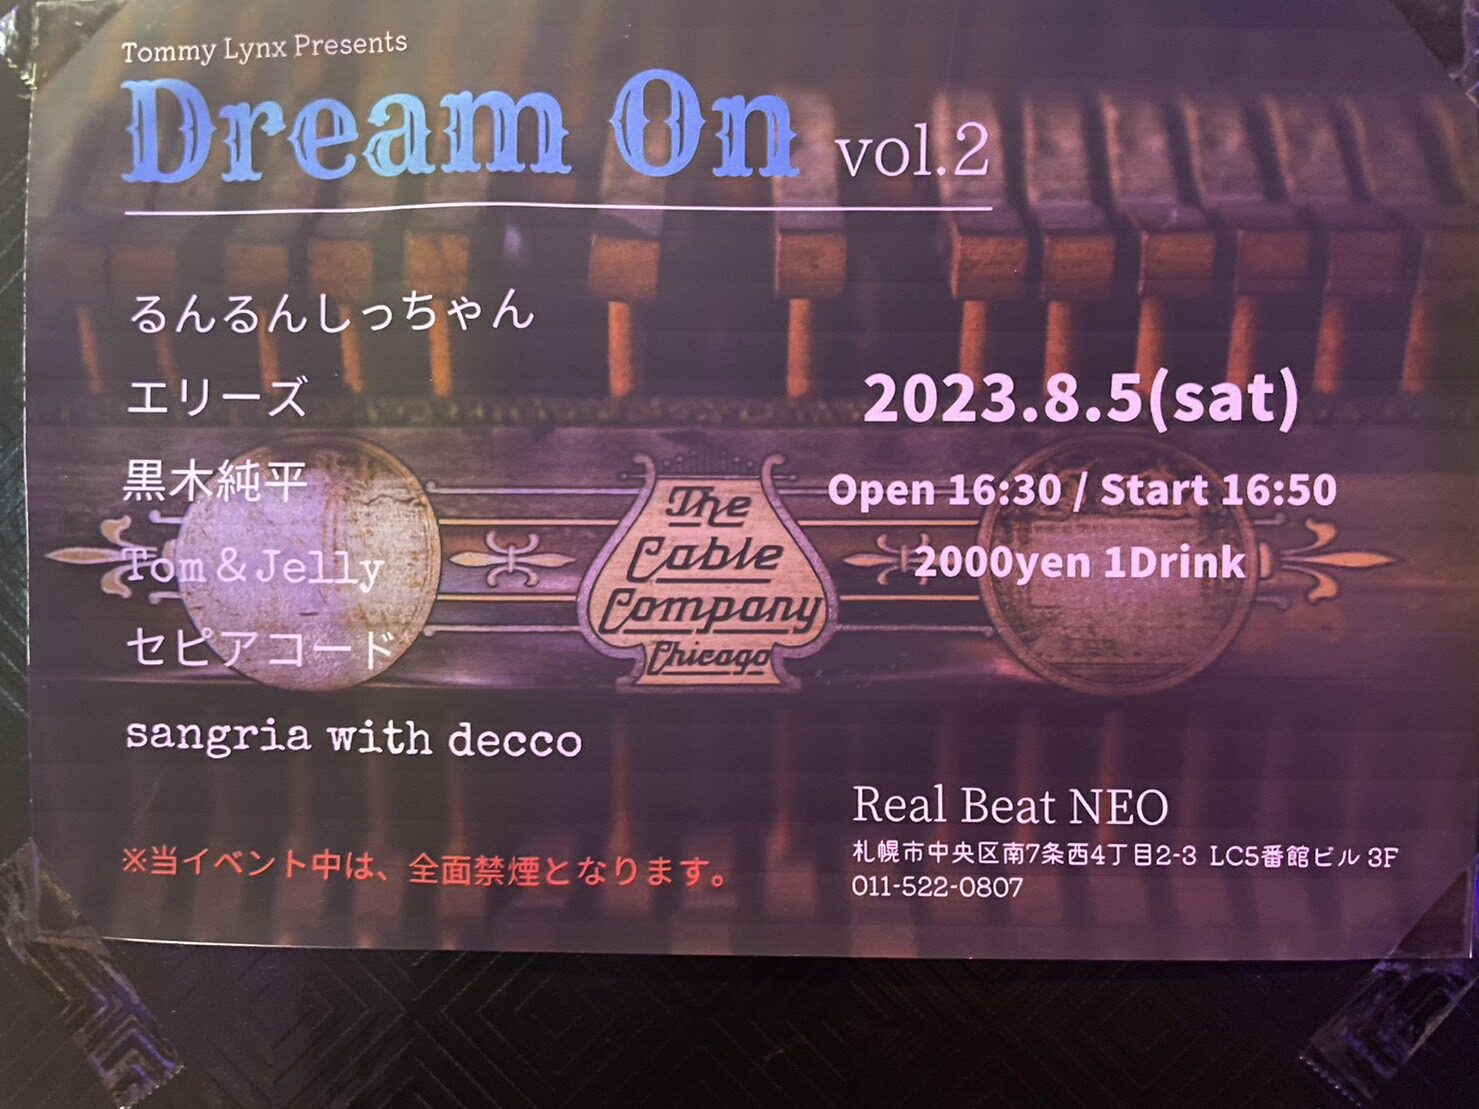 Tommy Lynx Presents
Dream On vol.2
るんるんしっちゃん
エリーズ
黒木純平
Tom＆Jelly
セピアコード
sangria with decco
※当イベント中は、全面禁煙となります。
The
Cable
Company
Chicago
2023.8.5(sat)
Open 16:30 / Start 16:50
2000yen 1Drink
Real Beat NEO
札幌市中央区南7条西4丁目2-3 LC5番館ビル 3F
011-522-0807